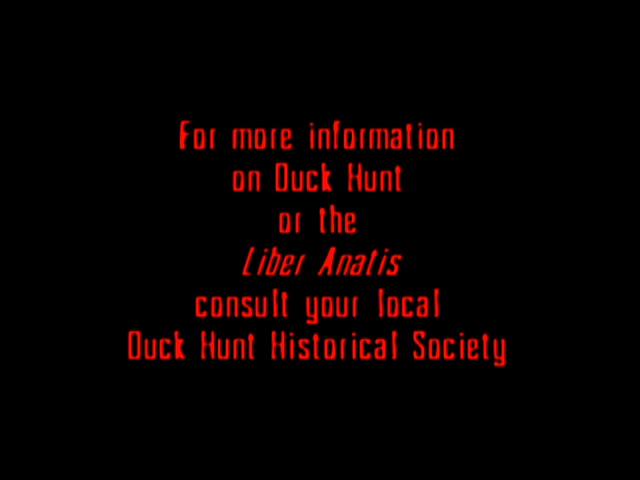 For more information
on Duck Hunt
or the
Liber Anatis
consult your local
Duck Hunt Historical Society